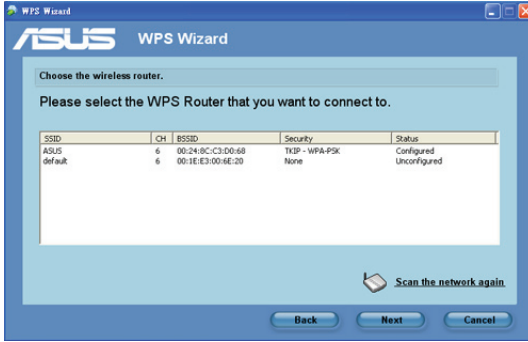 WPS Wizard
ASUS WPS Wizard
Choose the wireless router.
Please select the WPS Router that you want to connect to.
SSID CH BSSID Security Status
ASUS 6 00:24:8C:C3:D0:68 TKIP - WPA-PSK Configured
default 6 00:1E:E3:00:6E:20 None Unconfigured
Scan the network again
Back Next Cancel